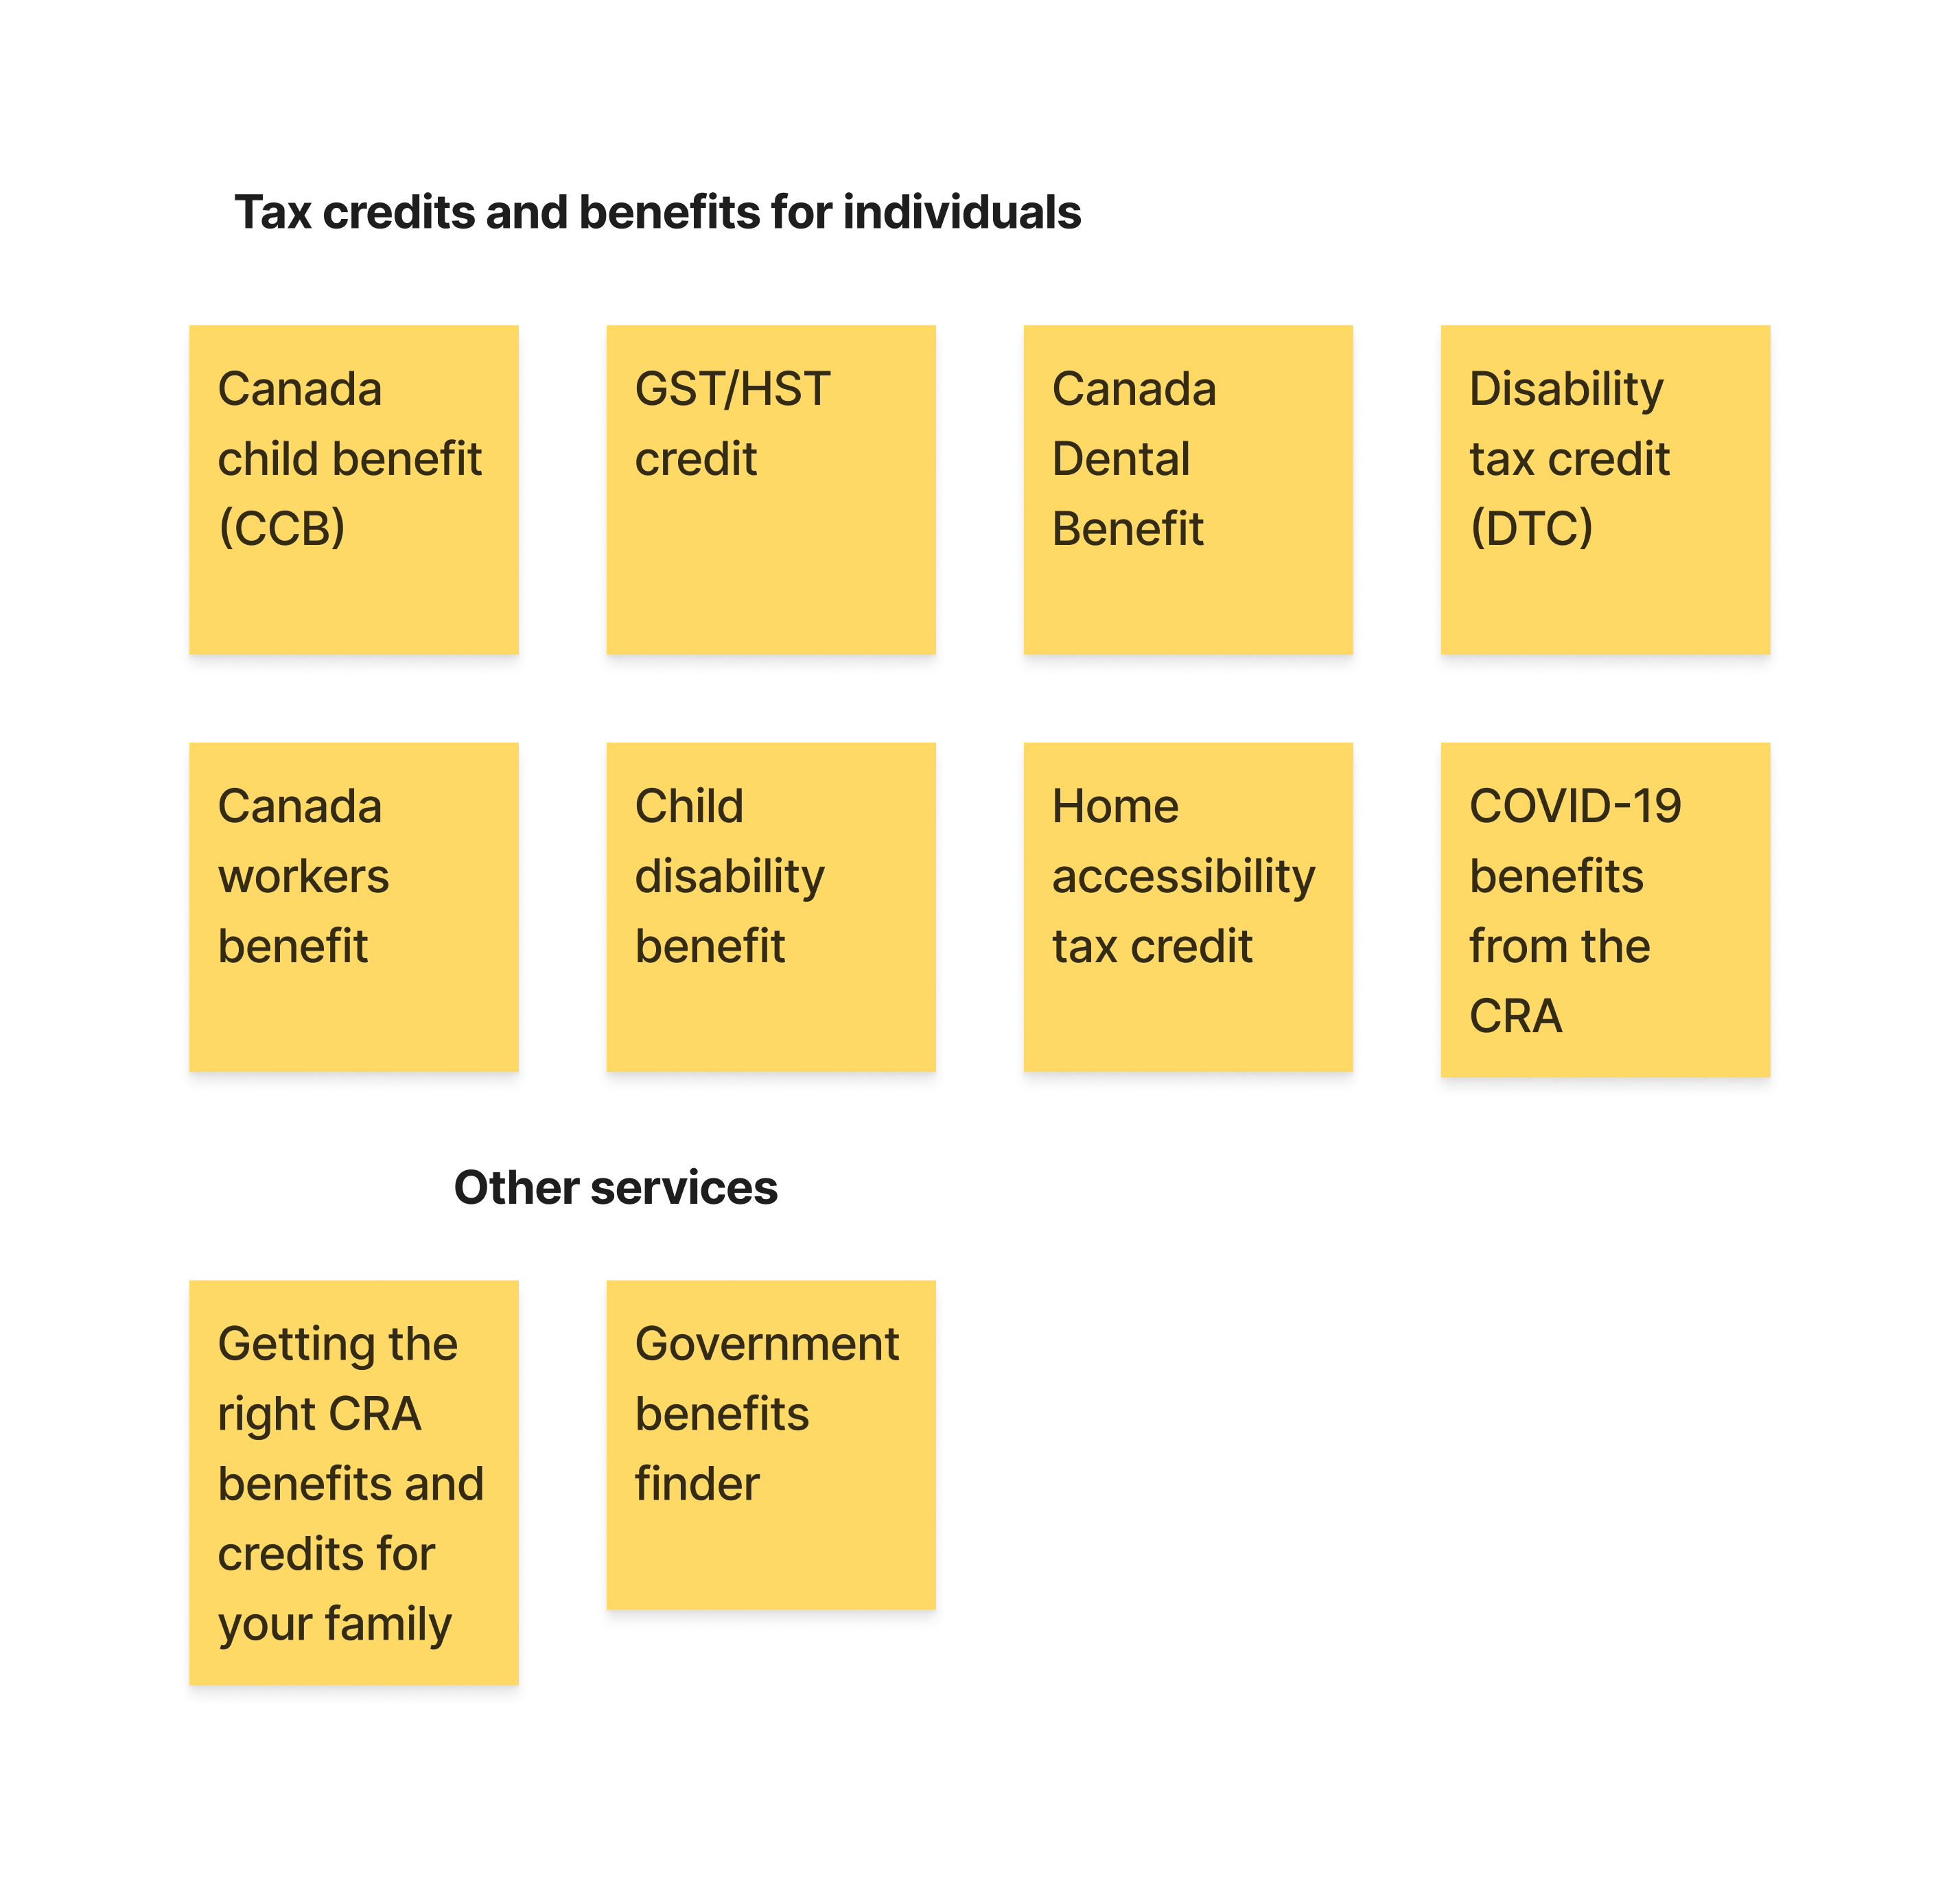 Tax credits and benefits for individuals
Canada
child benefit
(CCB)
GST/HST
credit
Canada
Dental
Benefit
Disability
tax credit
(DTC)
Canada
workers
benefit
Child
disability
benefit
Home
accessibility
tax credit
COVID-19
benefits
from the
CRA
Other services
Getting the
right CRA
benefits and
credits for
your family
Government
benefits
finder